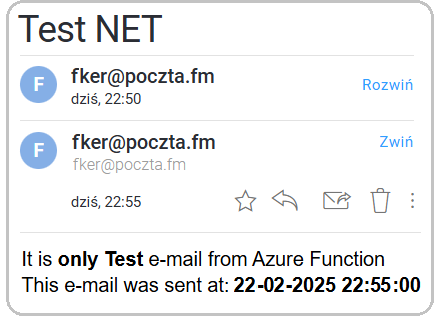 Test NET
F
fker@poczta.fm
Rozwiń
dziś, 22:50
F
fker@poczta.fm
Zwiń
fker@poczta.fm
dziś, 22:55
It is only Test e-mail from Azure Function
This e-mail was sent at: 22-02-2025 22:55:00